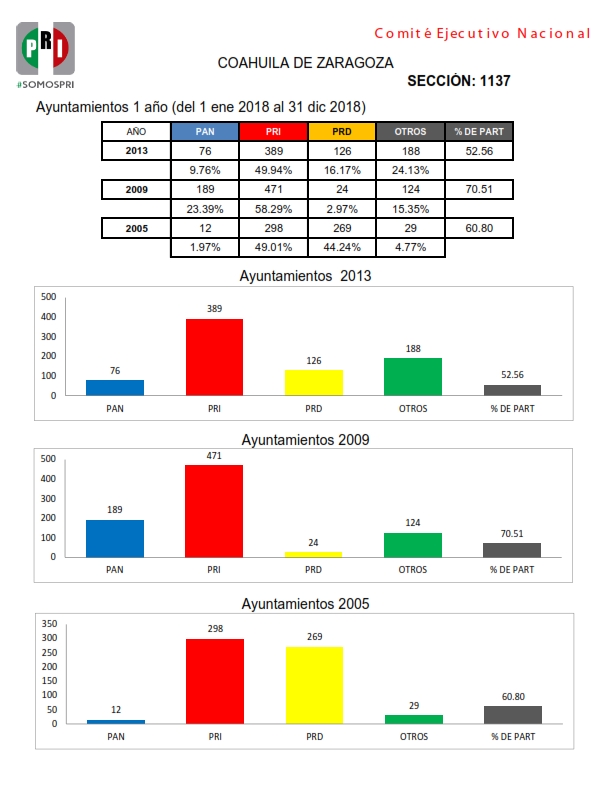 Comité Ejecutivo Nacional
PRI
#SOMOSPRI
COAHUILA DE ZARAGOZA
SECCIÓN: 1137
Ayuntamientos 1 año (del 1 ene 2018 al 31 dic 2018)
AÑO PAN PRI PRD OTROS % DE PART
2013 76 389 126 188 52.56
9.76% 49.94% 16.17% 24.13%
2009 189 471 24 124 70.51
23.39% 58.29% 2.97% 15.35%
2005 12 298 269 29 60.80
1.97% 49.01% 44.24% 4.77%
Ayuntamientos 2013
500
400
300
200
100
0
76 389 126 188 52.56
PAN PRI PRD OTROS % DE PART
Ayuntamientos 2009
500
400
300
200
100
0
189 471 24 124 70.51
PAN PRI PRD OTROS % DE PART
Ayuntamientos 2005
350
300
250
200
150
100
50
0
12 298 269 29 60.80
PAN PRI PRD OTROS % DE PART